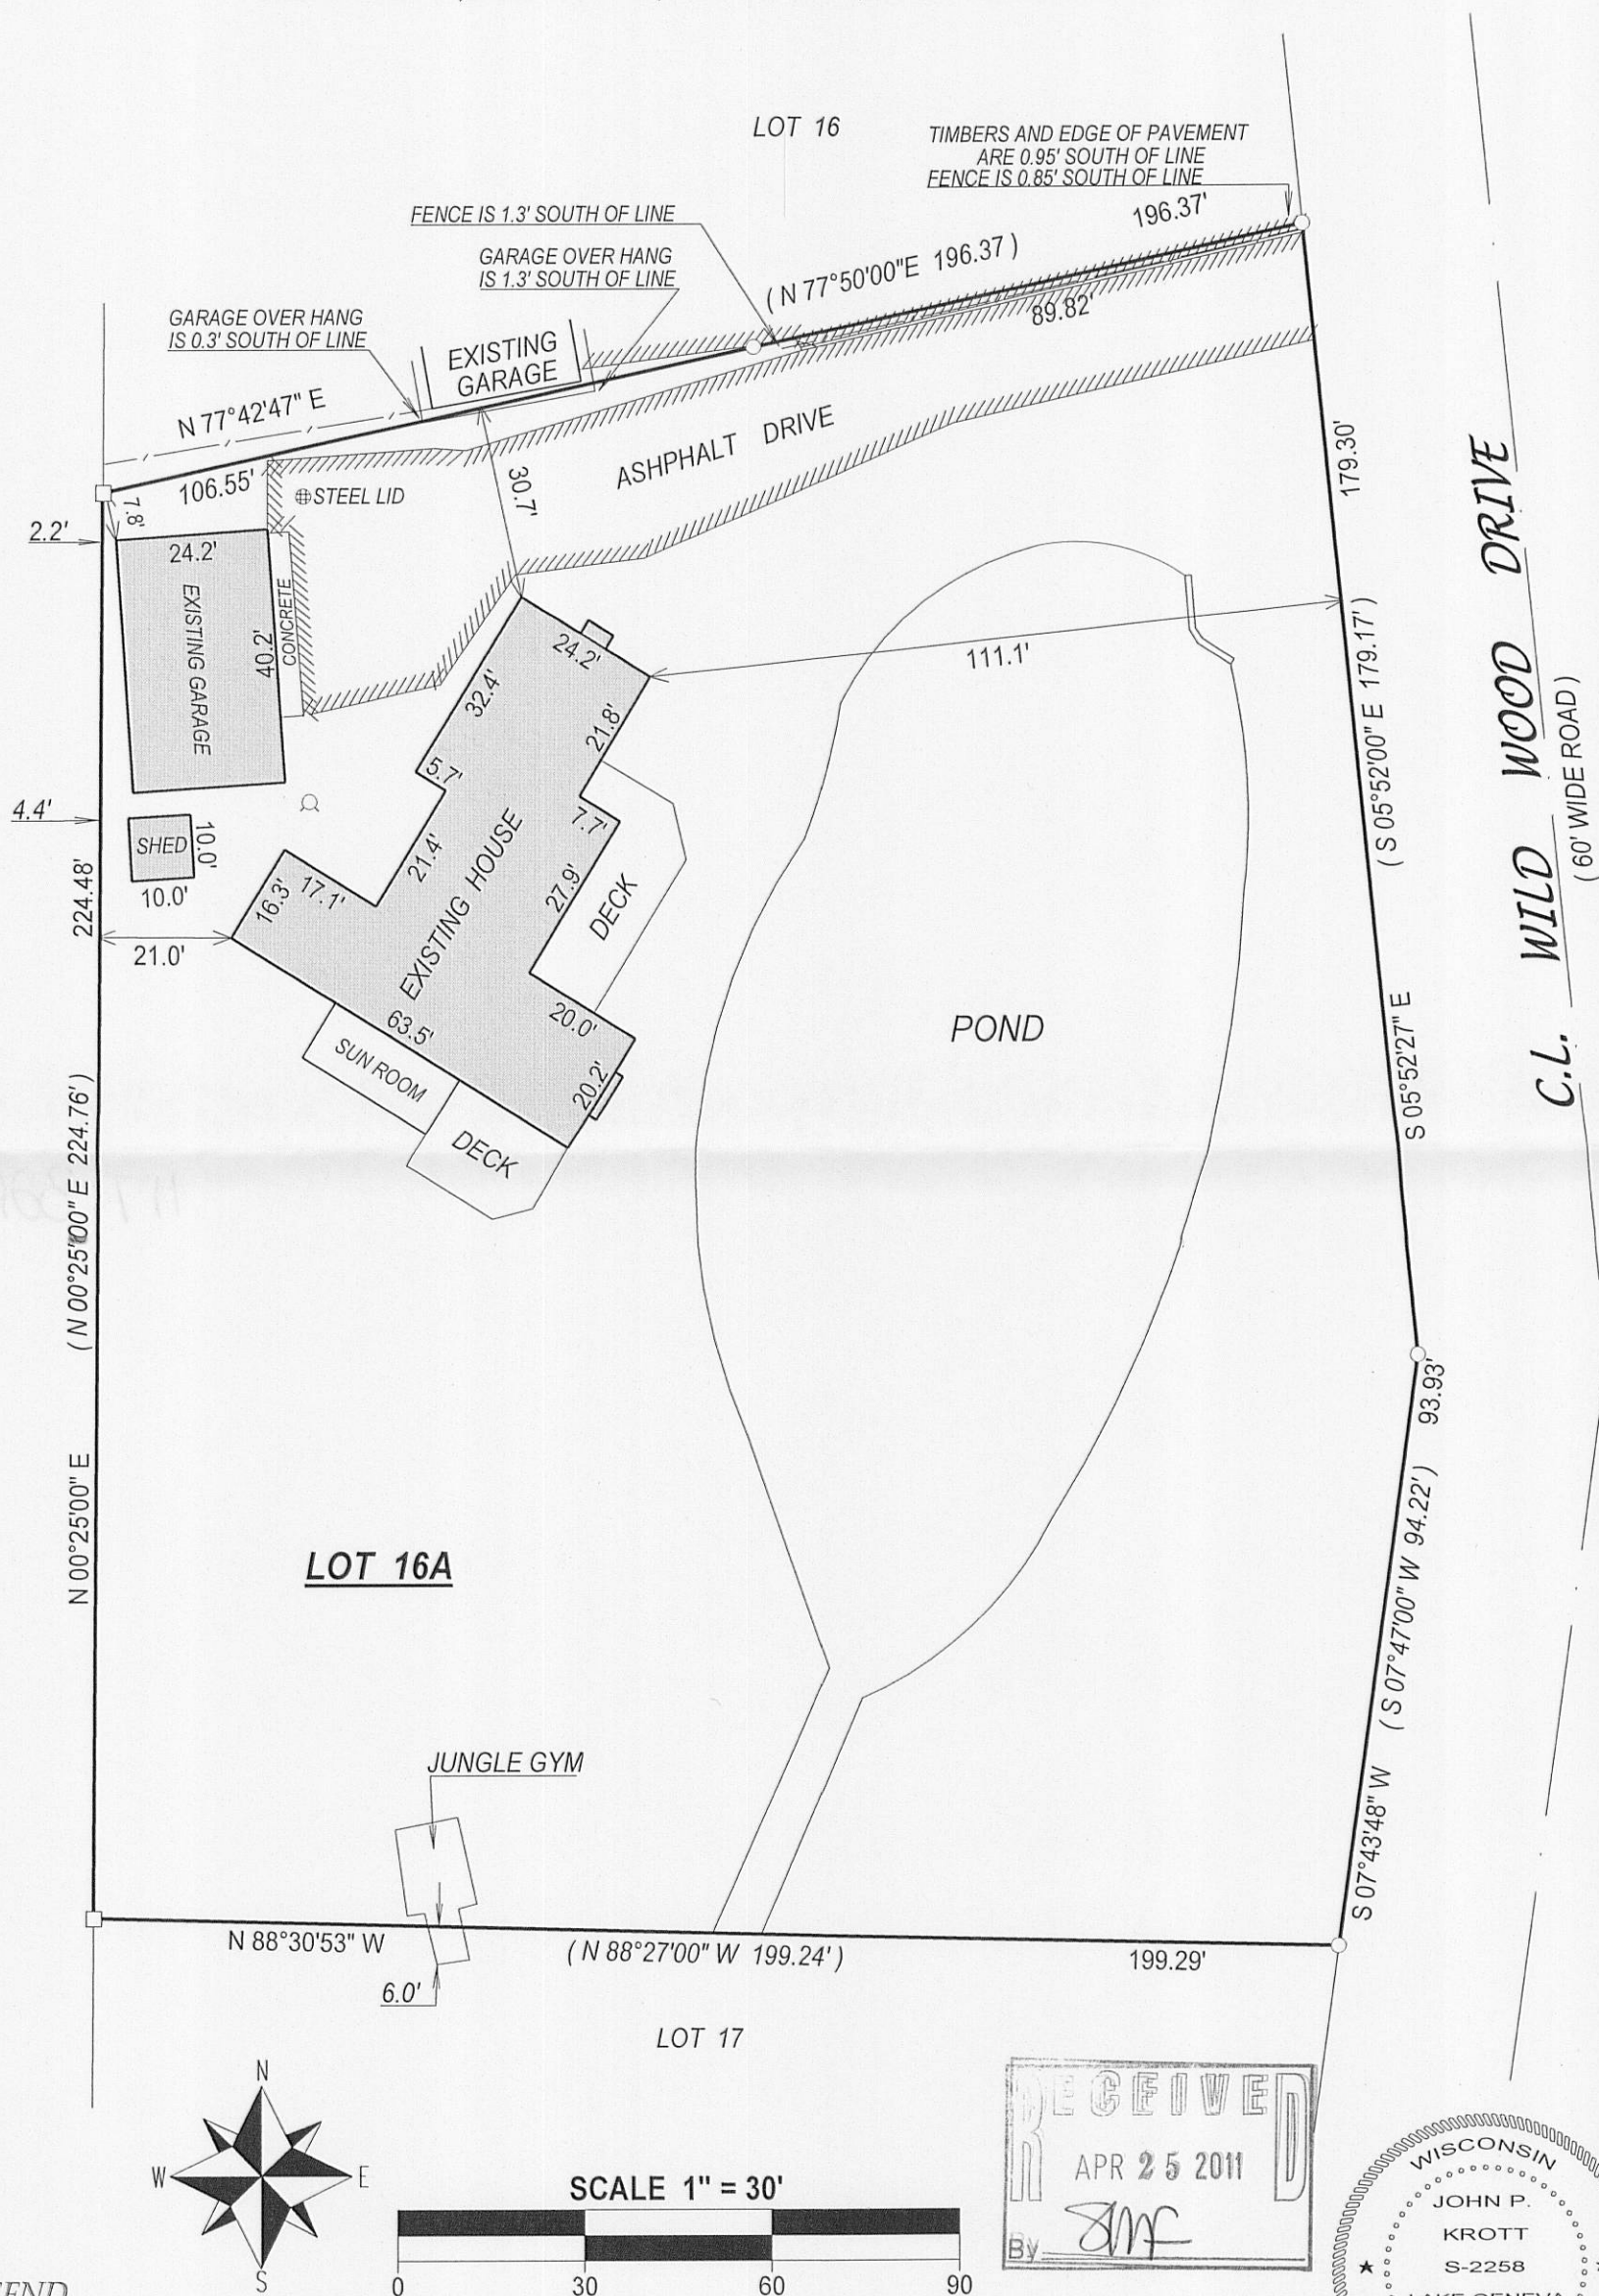 LOT 16
TIMBERS AND EDGE OF PAVEMENT
ARE 0.95' SOUTH OF LINE
FENCE IS 0.85' SOUTH OF LINE
196.37'
FENCE IS 1.3' SOUTH OF LINE
( N 77°50'00"E 196.37 )
GARAGE OVER HANG
IS 1.3' SOUTH OF LINE
89.82'
GARAGE OVER HANG
IS 0.3' SOUTH OF LINE
EXISTING
GARAGE
N 77°42'47" E
106.55'
ASHPHALT DRIVE
30.7'
STEEL LID
7.8'
2.2'
24.2'
EXISTING GARAGE
40.2'
CONCRETE
179.30'
24.2'
32.4'
111.1'
21.8'
5.7'
7.7'
( S 05°52'00" E 179.17' )
C.L. WILD WOOD DRIVE
( 60' WIDE ROAD )
4.4'
SHED
10.0'
10.0'
224.48'
21.4'
17.1'
16.3'
EXISTING HOUSE
27.9'
DECK
21.0'
63.5'
20.0'
SUN ROOM
20.2'
DECK
POND
S 05°52'27" E
( N 00°25'00" E 224.76' )
93.93'
N 00°25'00" E
( S 07°47'00" W 94.22' )
LOT 16A
S 07°43'48" W
JUNGLE GYM
N 88°30'53" W
( N 88°27'00" W 199.24' )
199.29'
6.0'
LOT 17
N
W
E
S
SCALE 1" = 30'
0 30 60 90
RECEIVED
APR 25 2011
By
WISCONSIN
JOHN P.
KROTT
S-2258
LAKE GENEVA